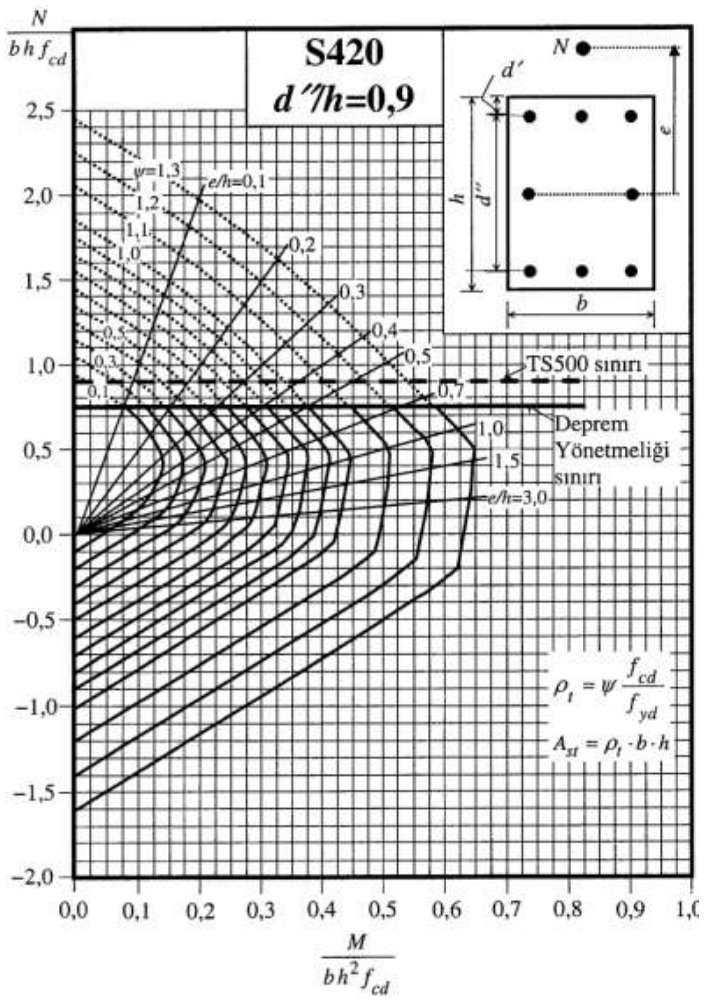 N
b h f_cd
S420
d″/h=0,9
N
d′
e
h
d″
b
2,5
2,0
1,5
1,0
0,5
0,0
−0,5
−1,0
−1,5
−2,0
ψ=1,3
1,2
1,1
1,0
0,5
0,3
0,1
e/h=0,1
0,2
0,3
0,4
0,5
0,7
1,0
1,5
e/h=3,0
TS500 sınırı
Deprem
Yönetmeliği
sınırı
ρ_t = ψ f_cd / f_yd
A_st = ρ_t · b · h
0,0 0,1 0,2 0,3 0,4 0,5 0,6 0,7 0,8 0,9 1,0
M
b h² f_cd